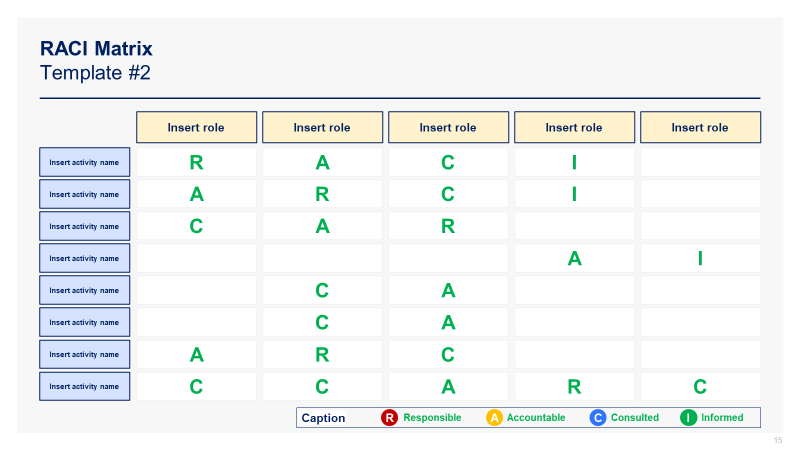 RACI Matrix
Template #2
Insert role Insert role Insert role Insert role Insert role
Insert activity name R A C I
Insert activity name A R C I
Insert activity name C A R
Insert activity name A I
Insert activity name C A
Insert activity name C A
Insert activity name A R C
Insert activity name C C A R C
Caption R Responsible A Accountable C Consulted I Informed
15